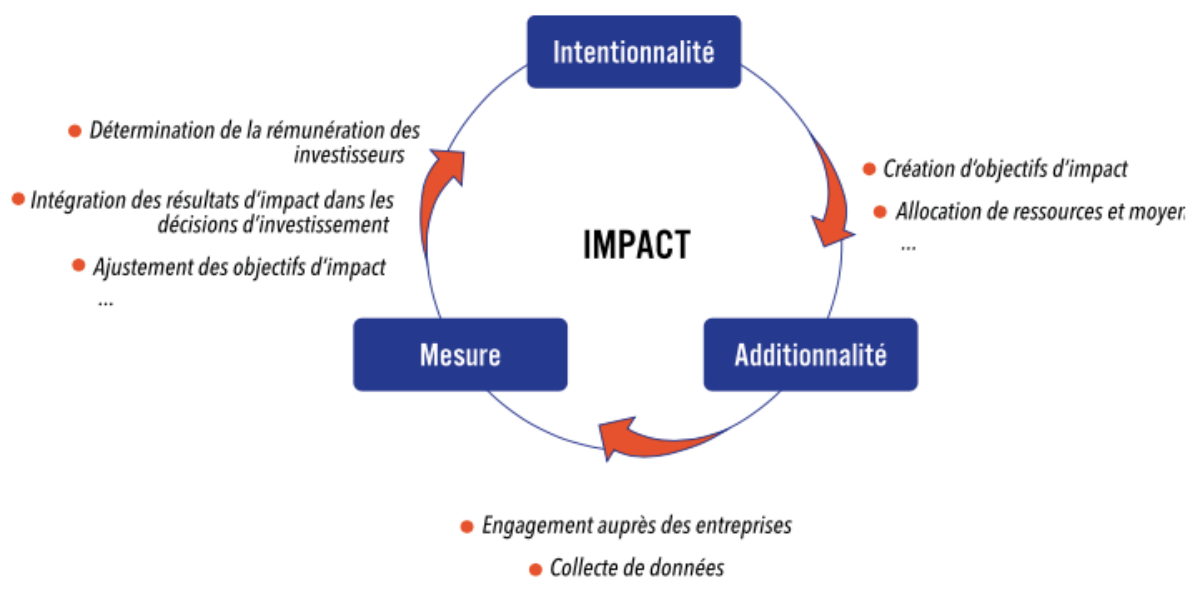 Intentionnalité
Détermination de la rémunération des
investisseurs
Intégration des résultats d'impact dans les
décisions d'investissement
Ajustement des objectifs d'impact
...
Création d'objectifs d'impact
Allocation de ressources et
...
IMPACT
Mesure
Additionnalité
Engagement auprès des entreprises
Collecte de données